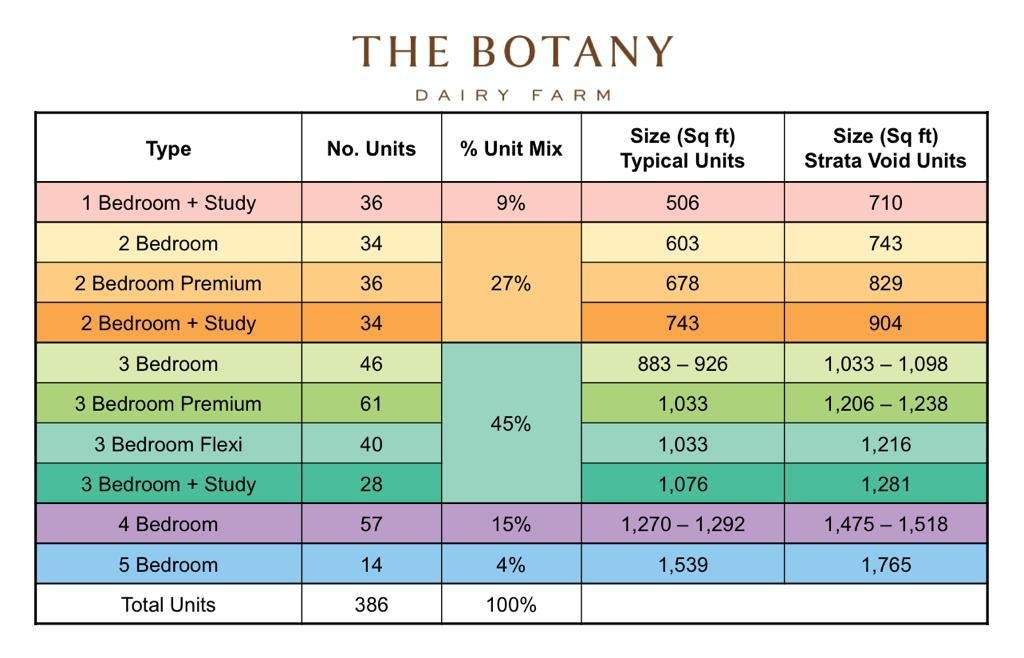 THE BOTANY
DAIRY FARM
Type No. Units % Unit Mix Size (Sq ft) Typical Units Size (Sq ft) Strata Void Units
1 Bedroom + Study 36 9% 506 710
2 Bedroom 34 27% 603 743
2 Bedroom Premium 36 678 829
2 Bedroom + Study 34 743 904
3 Bedroom 46 45% 883 – 926 1,033 – 1,098
3 Bedroom Premium 61 1,033 1,206 – 1,238
3 Bedroom Flexi 40 1,033 1,216
3 Bedroom + Study 28 1,076 1,281
4 Bedroom 57 15% 1,270 – 1,292 1,475 – 1,518
5 Bedroom 14 4% 1,539 1,765
Total Units 386 100%